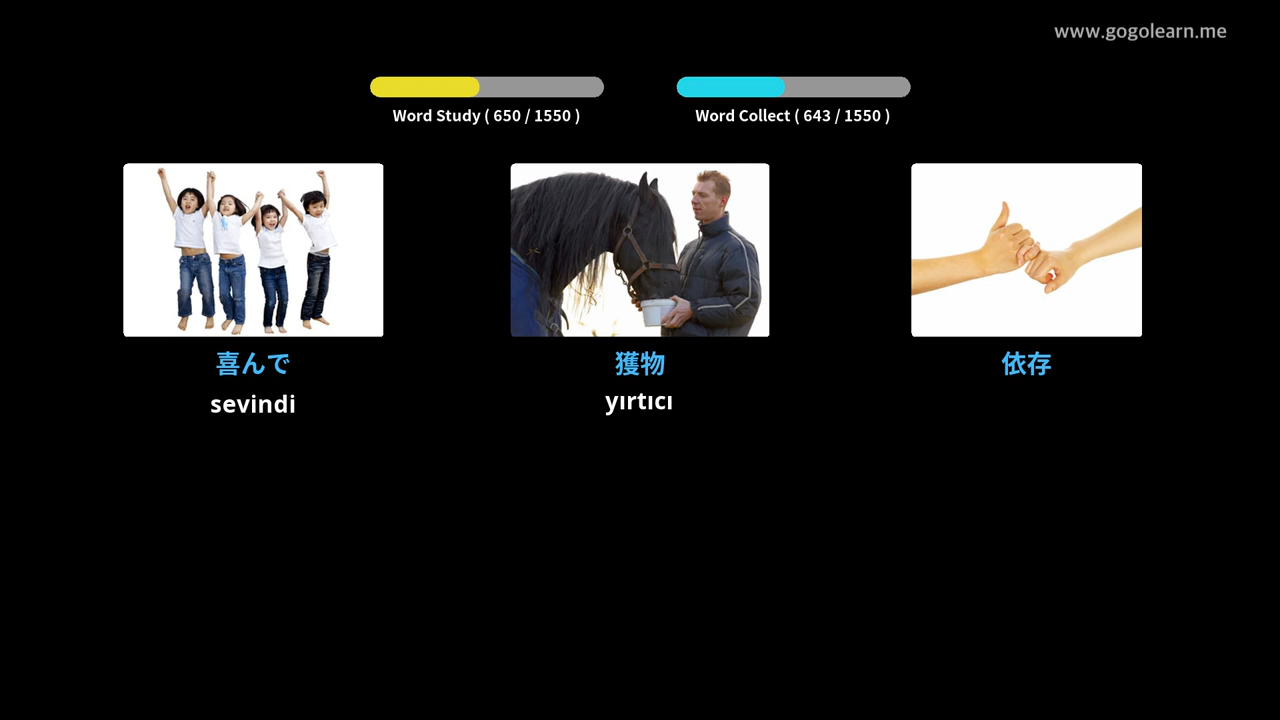 www.gogolearn.me
Word Study ( 650 / 1550 )
Word Collect ( 643 / 1550 )
喜んで
獲物
依存
sevindi
yırtıcı